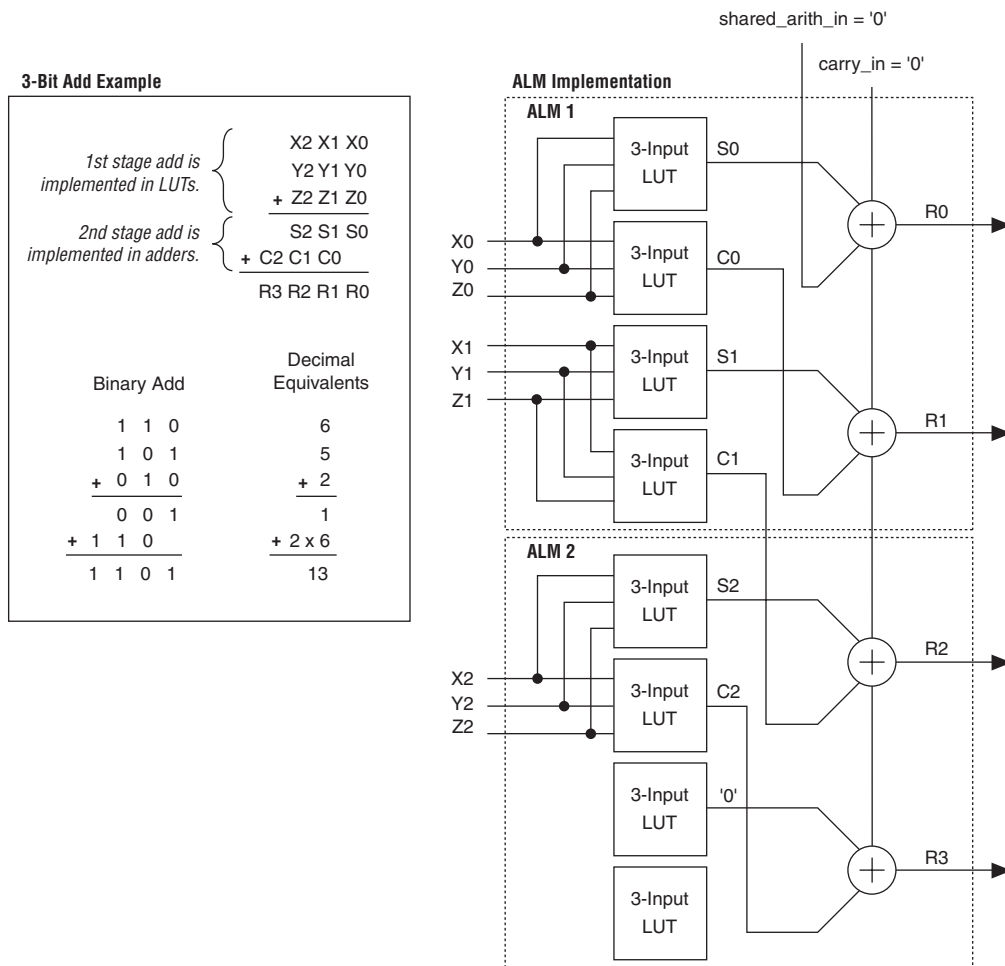 shared_arith_in = '0'
carry_in = '0'
3-Bit Add Example
1st stage add is
implemented in LUTs.
X2 X1 X0
Y2 Y1 Y0
+ Z2 Z1 Z0
2nd stage add is
implemented in adders.
S2 S1 S0
+ C2 C1 C0
R3 R2 R1 R0
Binary Add
1 1 0
1 0 1
+ 0 1 0
0 0 1
+ 1 1 0
1 1 0 1
Decimal
Equivalents
6
5
+ 2
1
+ 2 x 6
13
ALM Implementation
ALM 1
3-Input
LUT
S0
R0
X0
Y0
Z0
3-Input
LUT
C0
X1
Y1
Z1
3-Input
LUT
S1
R1
3-Input
LUT
C1
ALM 2
3-Input
LUT
S2
R2
X2
Y2
Z2
3-Input
LUT
C2
3-Input
LUT
'0'
R3
3-Input
LUT